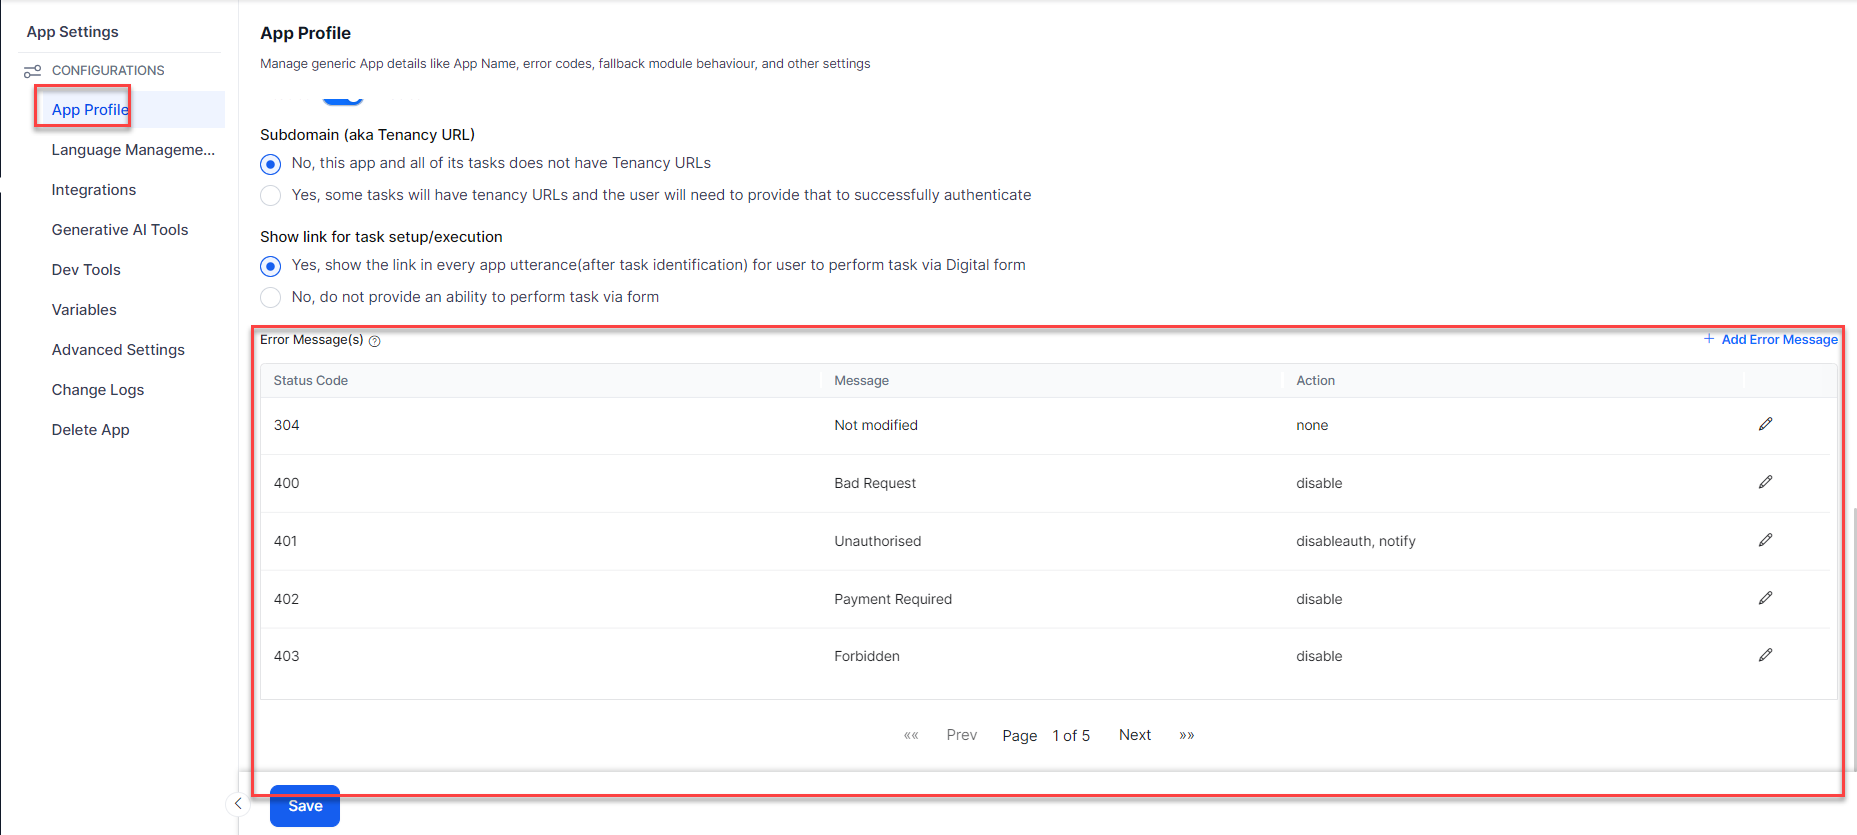 App Settings
CONFIGURATIONS
App Profile
Language Manageme...
Integrations
Generative AI Tools
Dev Tools
Variables
Advanced Settings
Change Logs
Delete App
App Profile
Manage generic App details like App Name, error codes, fallback module behaviour, and other settings
Subdomain (aka Tenancy URL)
No, this app and all of its tasks does not have Tenancy URLs
Yes, some tasks will have tenancy URLs and the user will need to provide that to successfully authenticate
Show link for task setup/execution
Yes, show the link in every app utterance(after task identification) for user to perform task via Digital form
No, do not provide an ability to perform task via form
Error Message(s) ? + Add Error Message
Status Code Message Action
304 Not modified none
400 Bad Request disable
401 Unauthorised disableauth, notify
402 Payment Required disable
403 Forbidden disable
«« Prev Page 1 of 5 Next »»
Save